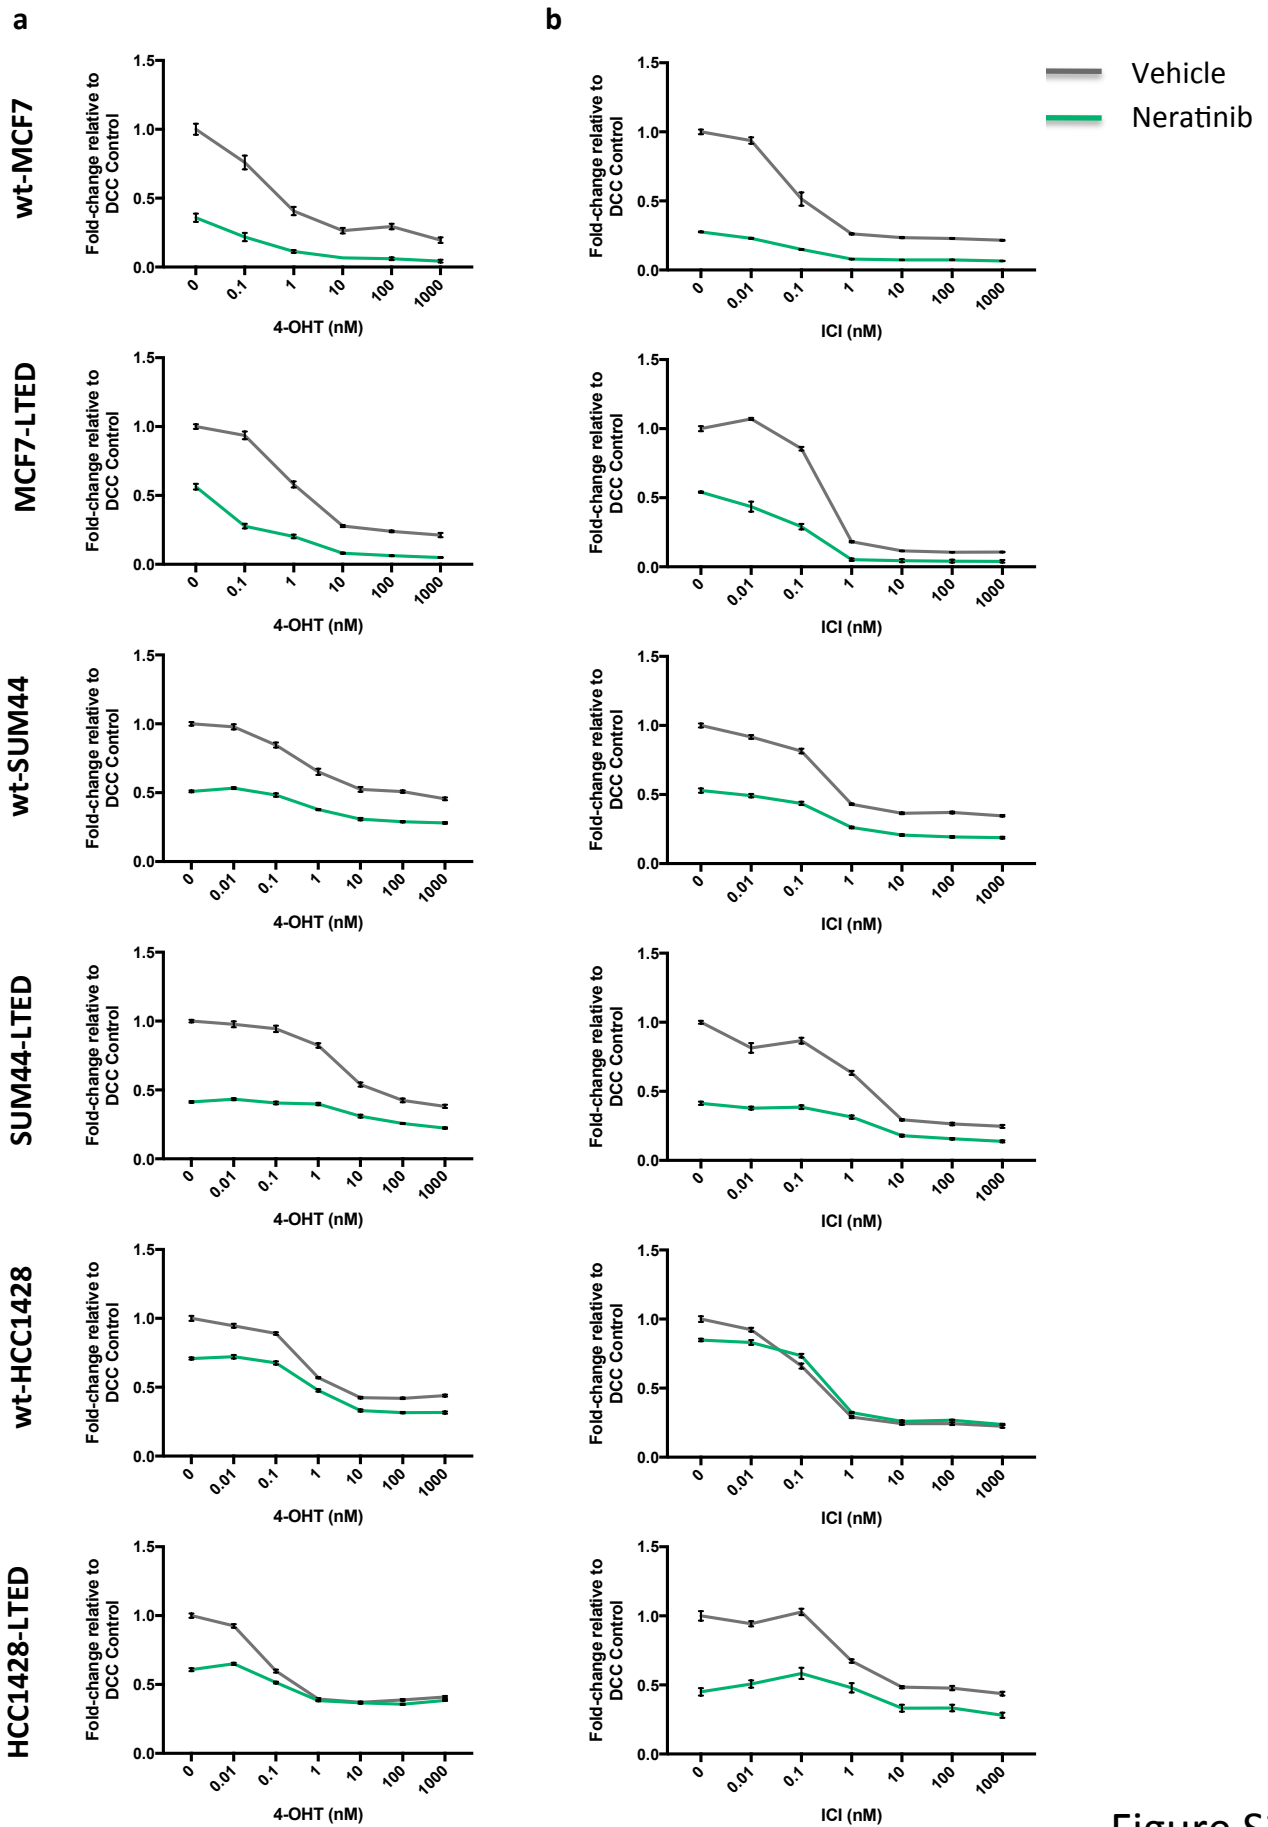 a
b
Vehicle
Neratinib
wt-MCF7
Fold-change relative to
DCC Control
1.5
1.0
0.5
0.0
0 0.1 1 10 100 1000
4-OHT (nM)
Fold-change relative to
DCC Control
1.5
1.0
0.5
0.0
0 0.01 0.1 1 10 100 1000
ICI (nM)
MCF7-LTED
Fold-change relative to
DCC Control
1.5
1.0
0.5
0.0
0 0.1 1 10 100 1000
4-OHT (nM)
Fold-change relative to
DCC Control
1.5
1.0
0.5
0.0
0 0.01 0.1 1 10 100 1000
ICI (nM)
wt-SUM44
Fold-change relative to
DCC Control
1.5
1.0
0.5
0.0
0 0.01 0.1 1 10 100 1000
4-OHT (nM)
Fold-change relative to
DCC Control
1.5
1.0
0.5
0.0
0 0.01 0.1 1 10 100 1000
ICI (nM)
SUM44-LTED
Fold-change relative to
DCC Control
1.5
1.0
0.5
0.0
0 0.01 0.1 1 10 100 1000
4-OHT (nM)
Fold-change relative to
DCC Control
1.5
1.0
0.5
0.0
0 0.01 0.1 1 10 100 1000
ICI (nM)
wt-HCC1428
Fold-change relative to
DCC Control
1.5
1.0
0.5
0.0
0 0.01 0.1 1 10 100 1000
4-OHT (nM)
Fold-change relative to
DCC Control
1.5
1.0
0.5
0.0
0 0.01 0.1 1 10 100 1000
ICI (nM)
HCC1428-LTED
Fold-change relative to
DCC Control
1.5
1.0
0.5
0.0
0 0.01 0.1 1 10 100 1000
4-OHT (nM)
Fold-change relative to
DCC Control
1.5
1.0
0.5
0.0
0 0.01 0.1 1 10 100 1000
ICI (nM)
Figure